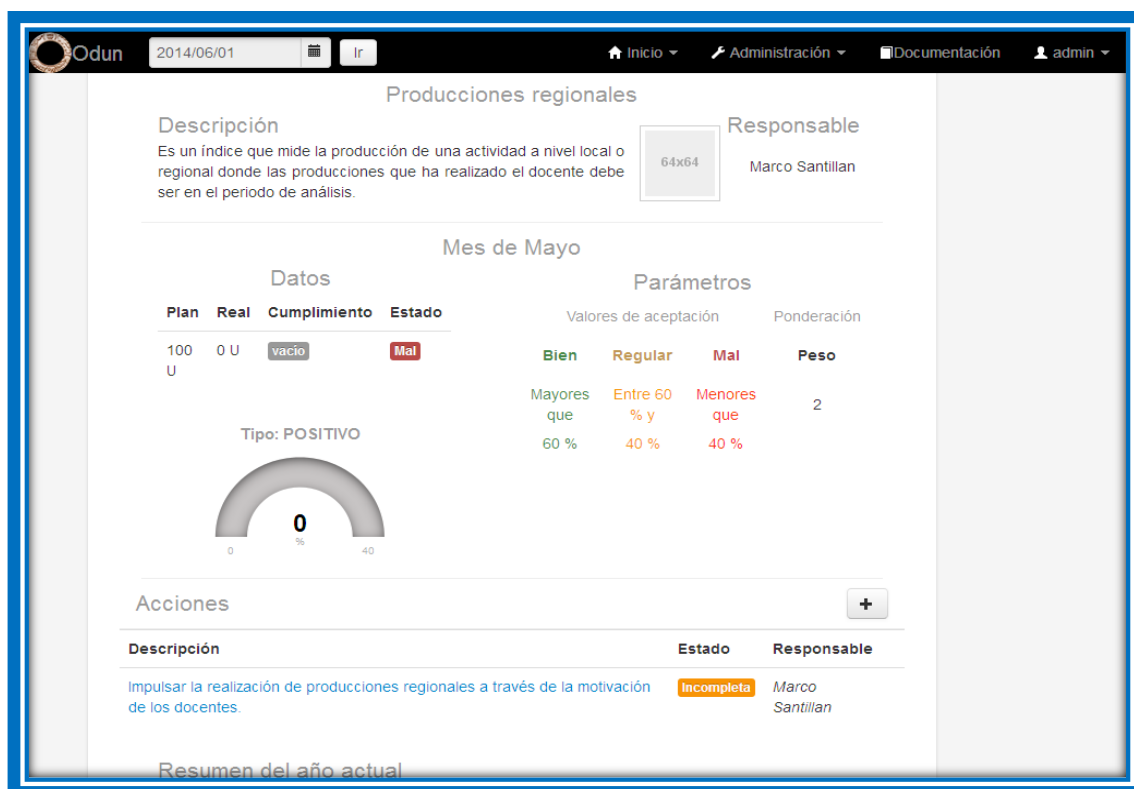 Odun 2014/06/01 Ir Inicio Administración Documentación admin
Producciones regionales
Descripción
Es un índice que mide la producción de una actividad a nivel local o
regional donde las producciones que ha realizado el docente debe
ser en el periodo de análisis.
64x64
Responsable
Marco Santillan
Mes de Mayo
Datos
Plan Real Cumplimiento Estado
100 U 0 U vacío Mal
Tipo: POSITIVO
0
%
0 40
Parámetros
Valores de aceptación Ponderación
Bien Regular Mal Peso
Mayores Entre 60 Menores
que % y que 2
60 % 40 % 40 %
Acciones +
Descripción Estado Responsable
Impulsar la realización de producciones regionales a través de la motivación Incompleta Marco
de los docentes. Santillan
Resumen del año actual